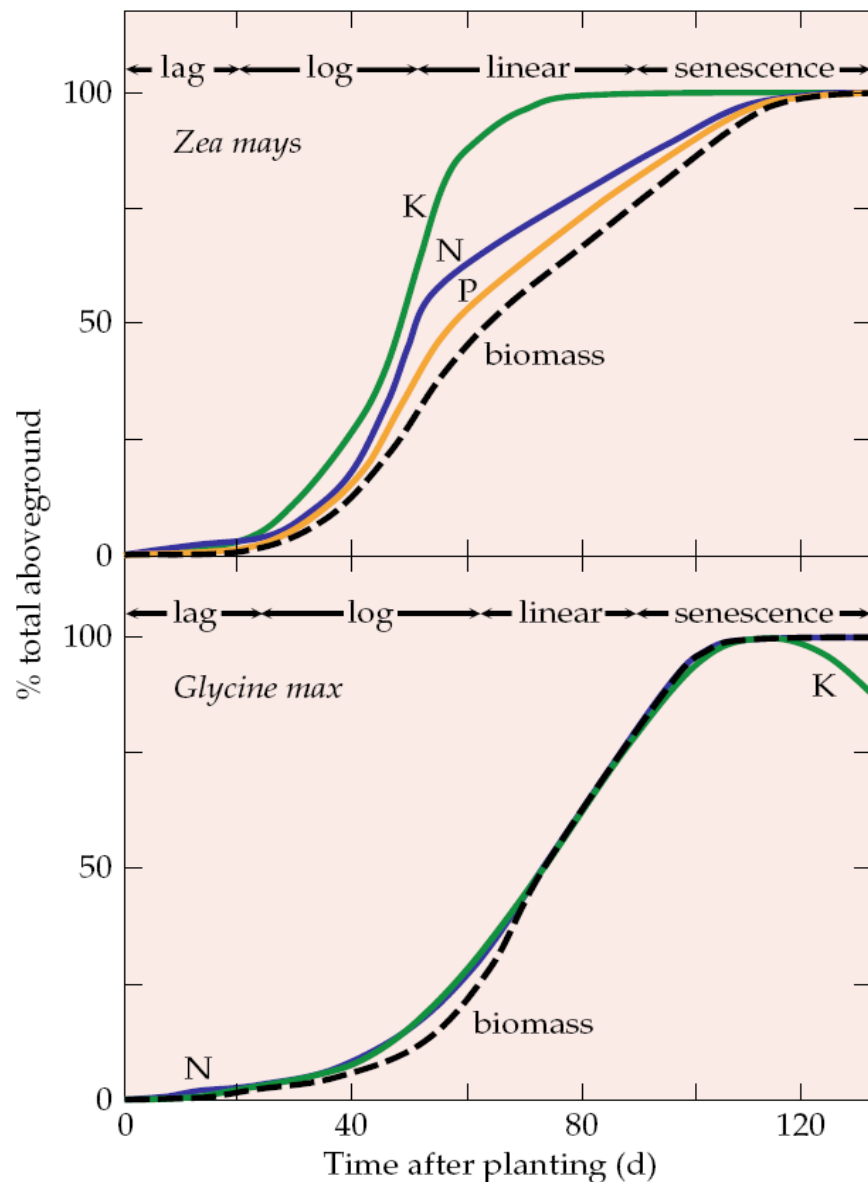 lag log linear senescence
100
Zea mays
K
N
P
50
biomass
0
% total aboveground
lag log linear senescence
100
Glycine max
K
50
biomass
N
0
0 40 80 120
Time after planting (d)